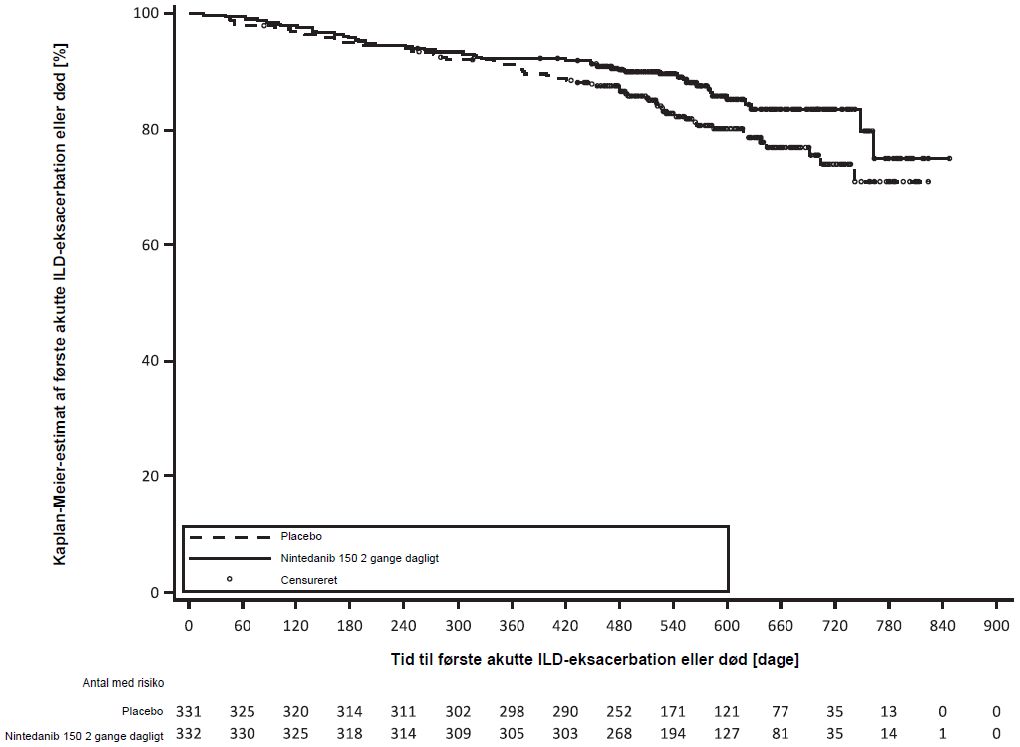 Kaplan-Meier-estimat af første akutte ILD-eksacerbation eller død [%]
100
80
60
40
20
0
Placebo
Nintedanib 150 2 gange dagligt
Censureret
0 60 120 180 240 300 360 420 480 540 600 660 720 780 840 900
Tid til første akutte ILD-eksacerbation eller død [dage]
Antal med risiko
Placebo 331 325 320 314 311 302 298 290 252 171 121 77 35 13 0 0
Nintedanib 150 2 gange dagligt 332 330 325 318 314 309 305 303 268 194 127 81 35 14 1 0